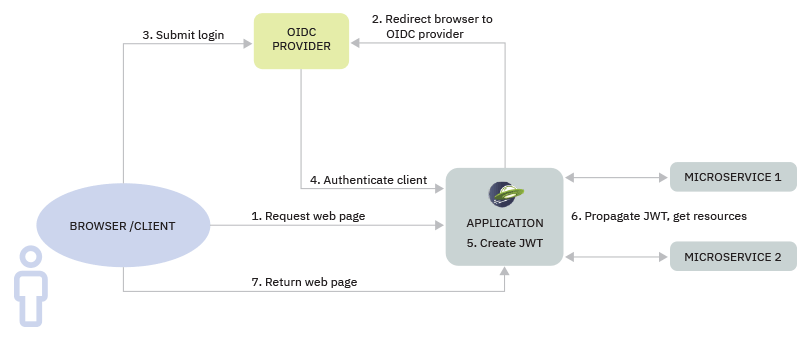 2. Redirect browser to
OIDC provider
3. Submit login
OIDC
PROVIDER
4. Authenticate client
MICROSERVICE 1
1. Request web page
APPLICATION
6. Propagate JWT, get resources
BROWSER /CLIENT
5. Create JWT
MICROSERVICE 2
7. Return web page